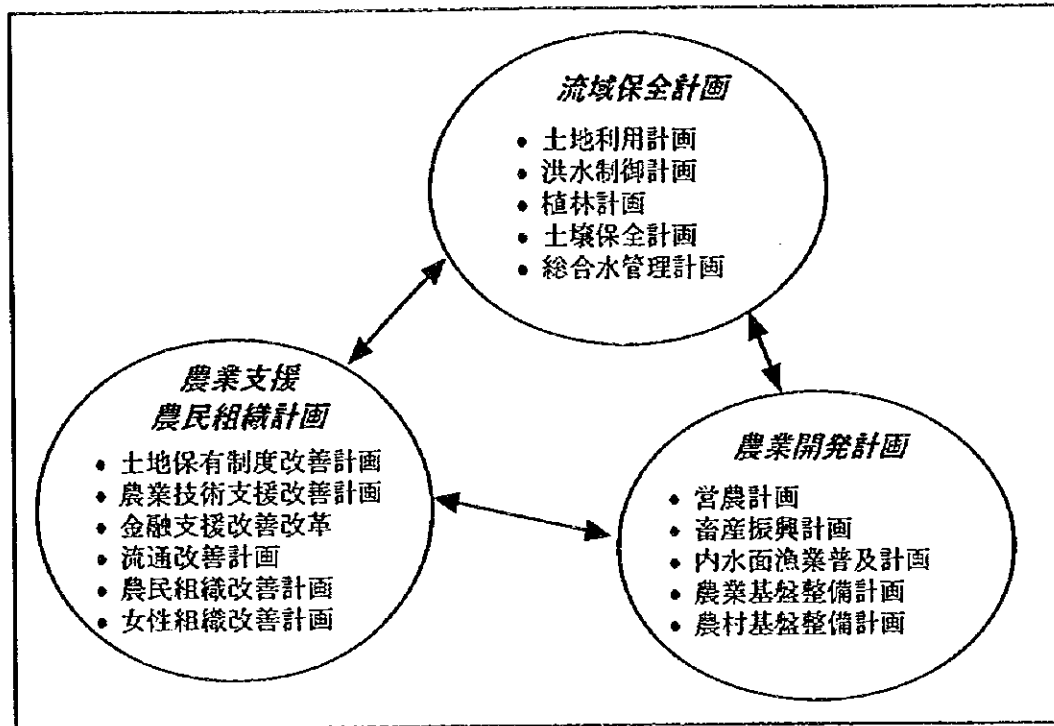 流域保全計画
• 土地利用計画
• 洪水制御計画
• 植林計画
• 土壌保全計画
• 総合水管理計画
農業支援
農民組織計画
• 土地保有制度改善計画
• 農業技術支援改善計画
• 金融支援改善改革
• 流通改善計画
• 農民組織改善計画
• 女性組織改善計画
農業開発計画
• 営農計画
• 畜産振興計画
• 内水面漁業普及計画
• 農業基盤整備計画
• 農村基盤整備計画